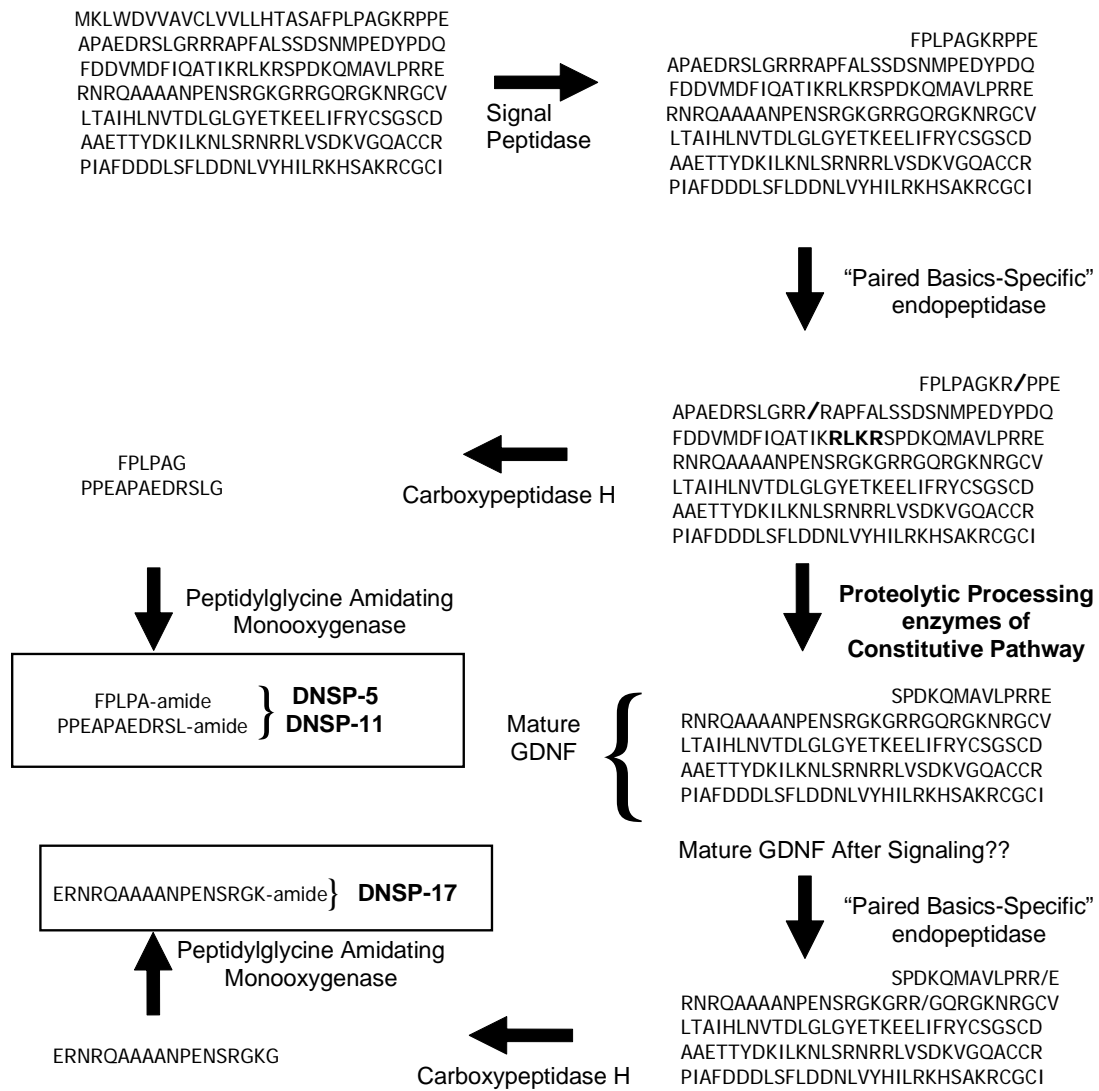 MKLWDVVAVCLVVLLHTASAFPLPAGKRPPE
APAEDRSLGRRRAPFALSSDSNMPEDYPDQ
FDDVMDFIQATIKRLKRSPDKQMAVLPRRE
RNRQAAAANPENSRGKGRRGQRGKNRGCV
LTAIHLNVTDLGLGYETKEELIFRYCSGSCD
AAETTYDKILKNLSRNRRLVSDKVGQACCR
PIAFDDDLSFLDDNLVYHILRKHSAKRCGCI
Signal
Peptidase
FPLPAGKRPPE
APAEDRSLGRRRAPFALSSDSNMPEDYPDQ
FDDVMDFIQATIKRLKRSPDKQMAVLPRRE
RNRQAAAANPENSRGKGRRGQRGKNRGCV
LTAIHLNVTDLGLGYETKEELIFRYCSGSCD
AAETTYDKILKNLSRNRRLVSDKVGQACCR
PIAFDDDLSFLDDNLVYHILRKHSAKRCGCI
“Paired Basics-Specific”
endopeptidase
FPLPAGKR/PPE
APAEDRSLGRR/RAPFALSSDSNMPEDYPDQ
FDDVMDFIQATIKRLKRSPDKQMAVLPRRE
RNRQAAAANPENSRGKGRRGQRGKNRGCV
LTAIHLNVTDLGLGYETKEELIFRYCSGSCD
AAETTYDKILKNLSRNRRLVSDKVGQACCR
PIAFDDDLSFLDDNLVYHILRKHSAKRCGCI
Carboxypeptidase H
FPLPAG
PPEAPAEDRSLG
Peptidylglycine Amidating
Monooxygenase
FPLPA-amide } DNSP-5
PPEAPAEDRSL-amide DNSP-11
Proteolytic Processing
enzymes of
Constitutive Pathway
Mature
GDNF
{
SPDKQMAVLPRRE
RNRQAAAANPENSRGKGRRGQRGKNRGCV
LTAIHLNVTDLGLGYETKEELIFRYCSGSCD
AAETTYDKILKNLSRNRRLVSDKVGQACCR
PIAFDDDLSFLDDNLVYHILRKHSAKRCGCI
Mature GDNF After Signaling??
“Paired Basics-Specific”
endopeptidase
SPDKQMAVLPRR/E
RNRQAAAANPENSRGKGRR/GQRGKNRGCV
LTAIHLNVTDLGLGYETKEELIFRYCSGSCD
AAETTYDKILKNLSRNRRLVSDKVGQACCR
PIAFDDDLSFLDDNLVYHILRKHSAKRCGCI
Carboxypeptidase H
ERNRQAAAANPENSRGKG
Peptidylglycine Amidating
Monooxygenase
ERNRQAAAANPENSRGK-amide} DNSP-17